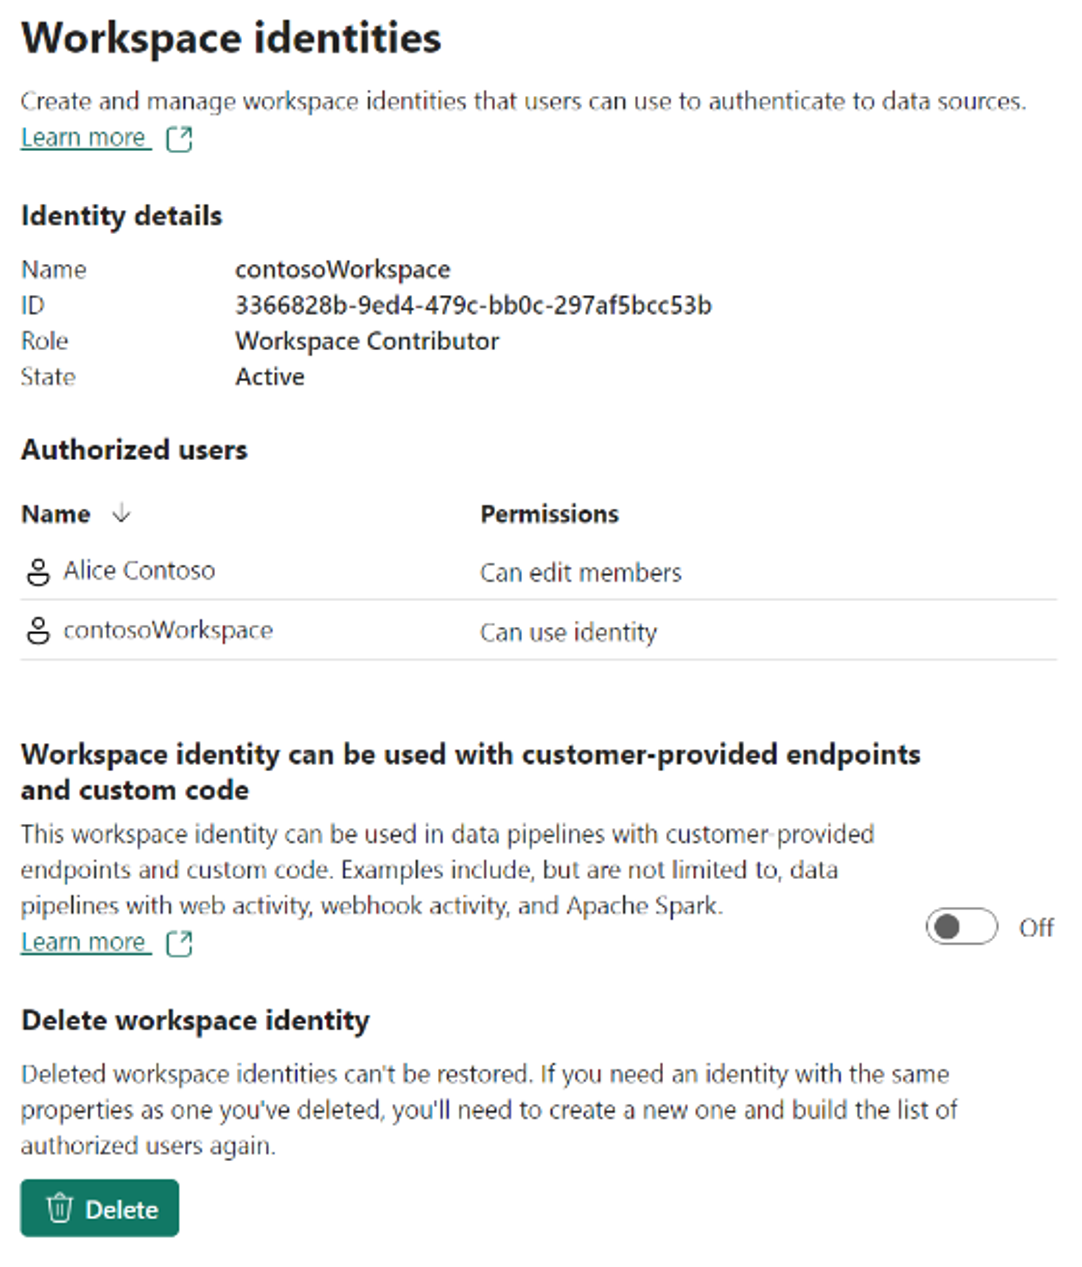 Workspace identities
Create and manage workspace identities that users can use to authenticate to data sources.
Learn more
Identity details
Name contosoWorkspace
ID 3366828b-9ed4-479c-bb0c-297af5bcc53b
Role Workspace Contributor
State Active
Authorized users
Name Permissions
Alice Contoso Can edit members
contosoWorkspace Can use identity
Workspace identity can be used with customer-provided endpoints
and custom code
This workspace identity can be used in data pipelines with customer-provided
endpoints and custom code. Examples include, but are not limited to, data
pipelines with web activity, webhook activity, and Apache Spark.
Learn more
Off
Delete workspace identity
Deleted workspace identities can't be restored. If you need an identity with the same
properties as one you've deleted, you'll need to create a new one and build the list of
authorized users again.
Delete